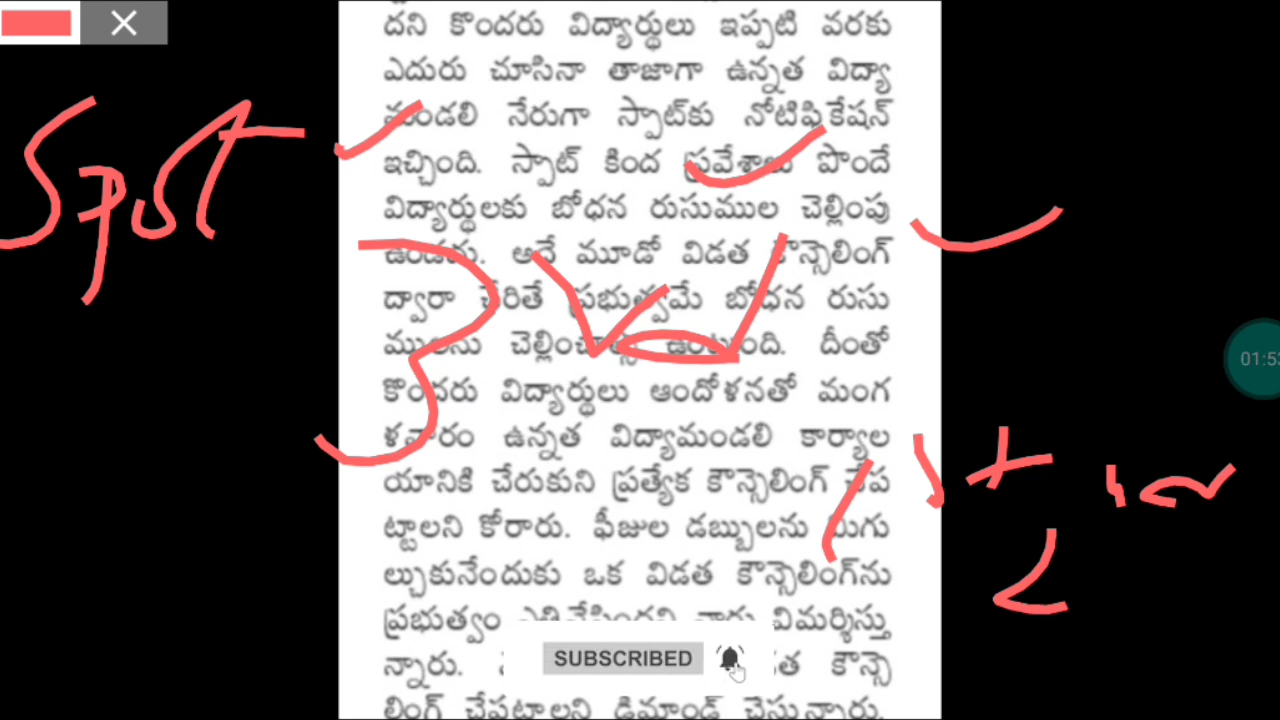 దని కొందరు విద్యార్థులు ఇప్పటి వరకు
ఎదురు చూసినా తాజాగా ఉన్నత విద్యా
మండలి నేరుగా స్పాట్‌కు నోటిఫికేషన్
ఇచ్చింది. స్పాట్ కింద ప్రవేశాలు పొందే
విద్యార్థులకు బోధన రుసుముల చెల్లింపు
ఉండదు. అదే మూడో విడత కౌన్సెలింగ్
ద్వారా చేరితే ప్రభుత్వమే బోధన రుసు
ములను చెల్లించాల్సి ఉంటుంది. దీంతో
కొందరు విద్యార్థులు ఆందోళనతో మంగ
ళవారం ఉన్నత విద్యామండలి కార్యాల
యానికి చేరుకుని ప్రత్యేక కౌన్సెలింగ్ చేప
ట్టాలని కోరారు. ఫీజుల డబ్బులను మిగు
ల్చుకునేందుకు ఒక విడత కౌన్సెలింగ్‌ను
ప్రభుత్వం ఎత్తివేసిందని వారు విమర్శిస్తు
న్నారు. కౌన్సె
లింగ్ చేపట్టాలని డిమాండ్ చేస్తున్నారు.
Spot
SUBSCRIBED